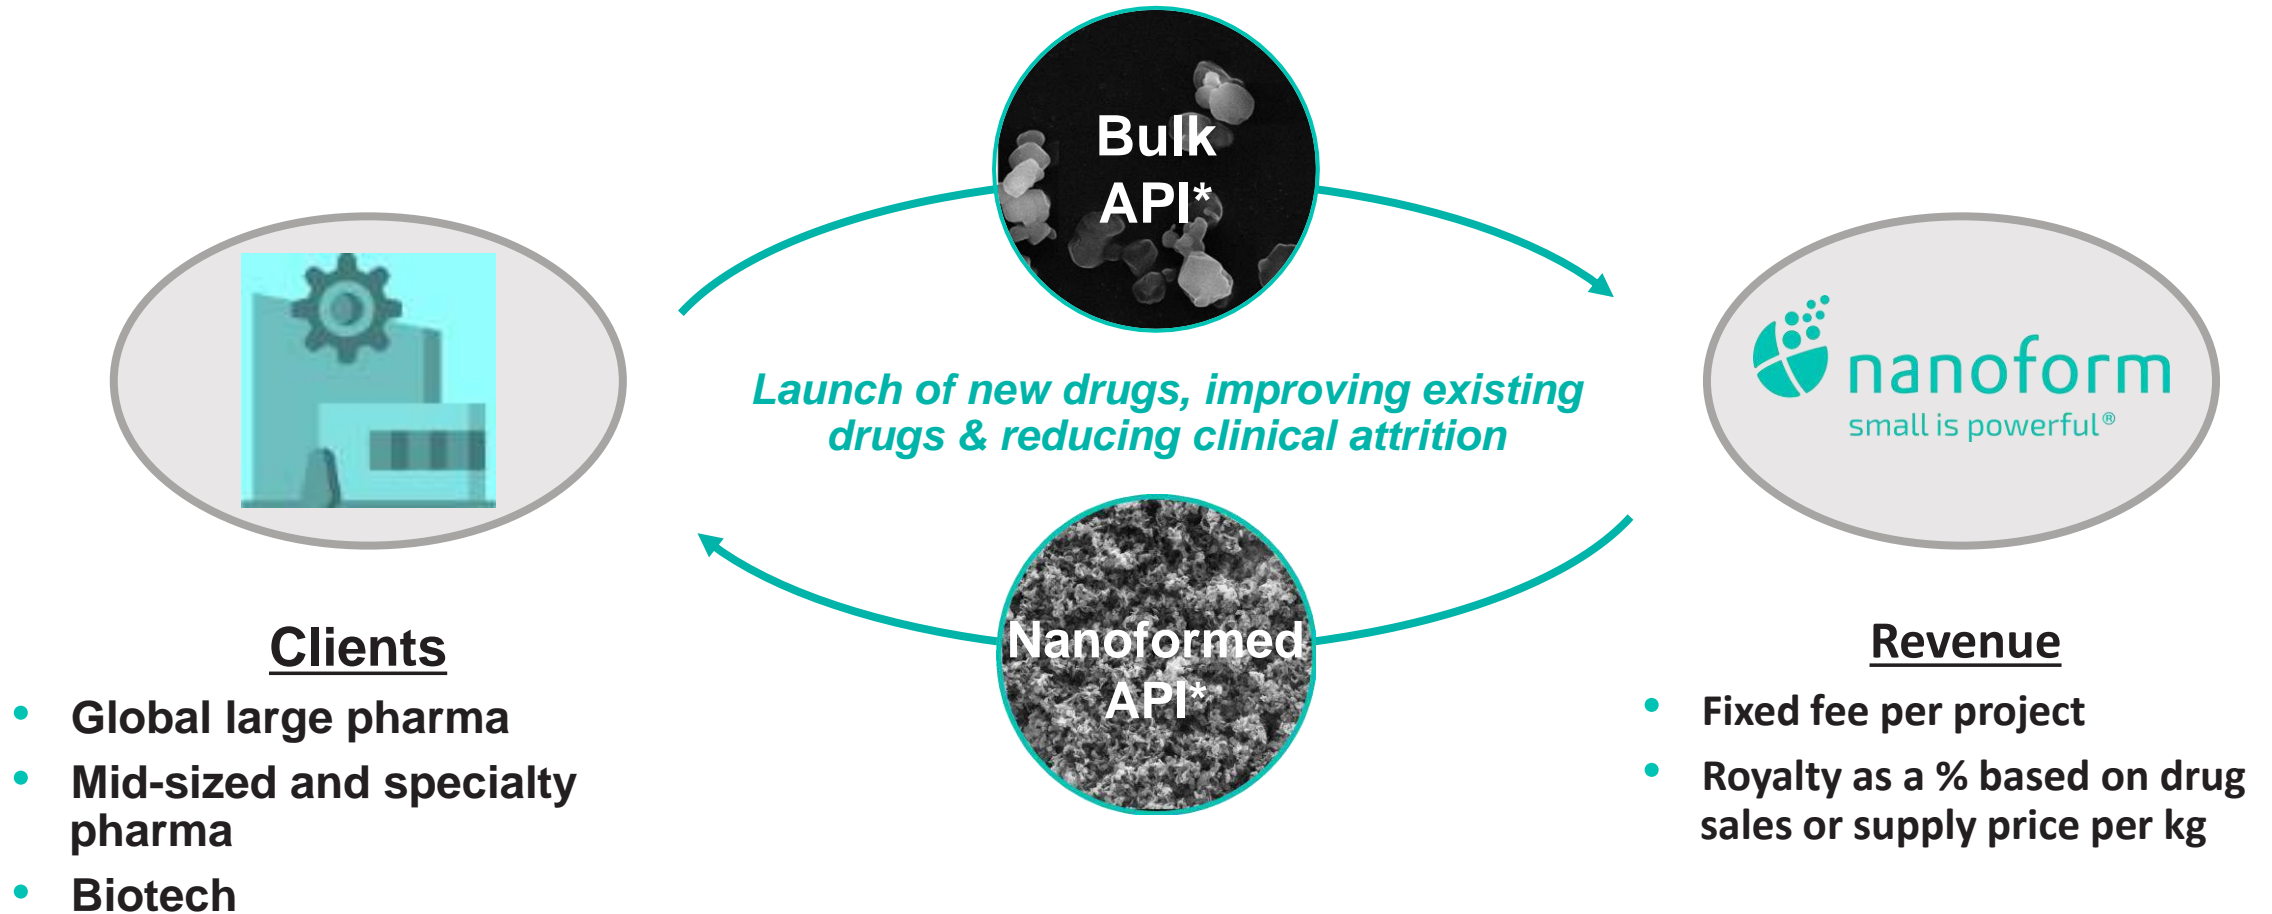 Bulk
API*
Launch of new drugs, improving existing
drugs & reducing clinical attrition
nanoform
small is powerful®
Nanoformed
API*
Clients
• Global large pharma
• Mid-sized and specialty
pharma
• Biotech
Revenue
• Fixed fee per project
• Royalty as a % based on drug
sales or supply price per kg